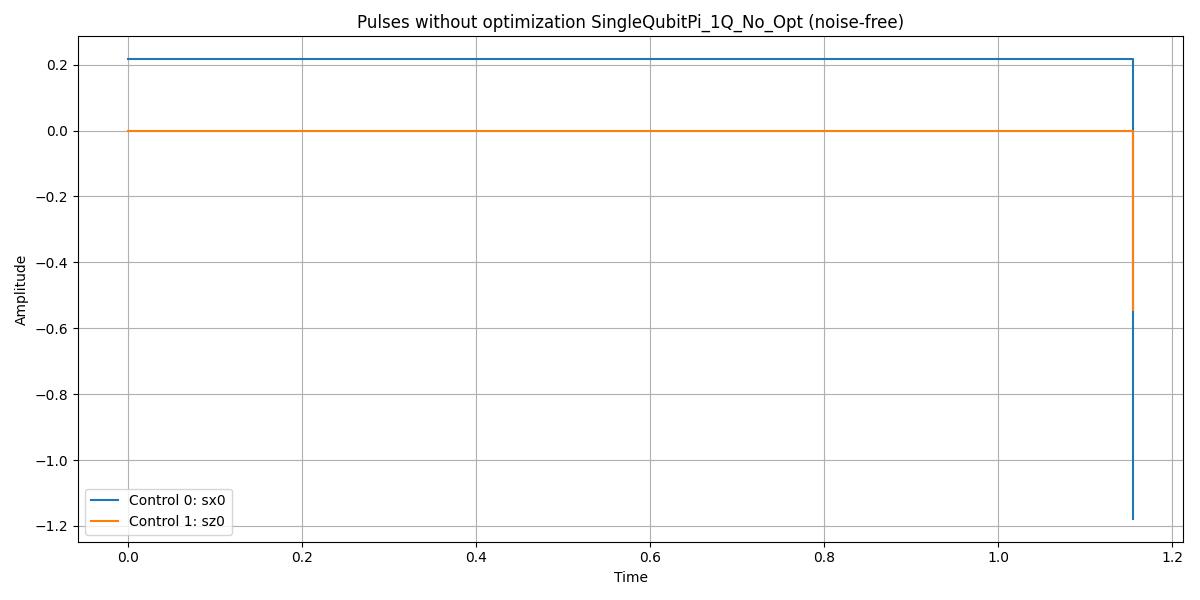 Pulses without optimization SingleQubitPi_1Q_No_Opt (noise-free)
0.2
0.0
−0.2
−0.4
−0.6
−0.8
−1.0
−1.2
Amplitude
Control 0: sx0
Control 1: sz0
0.0 0.2 0.4 0.6 0.8 1.0 1.2
Time